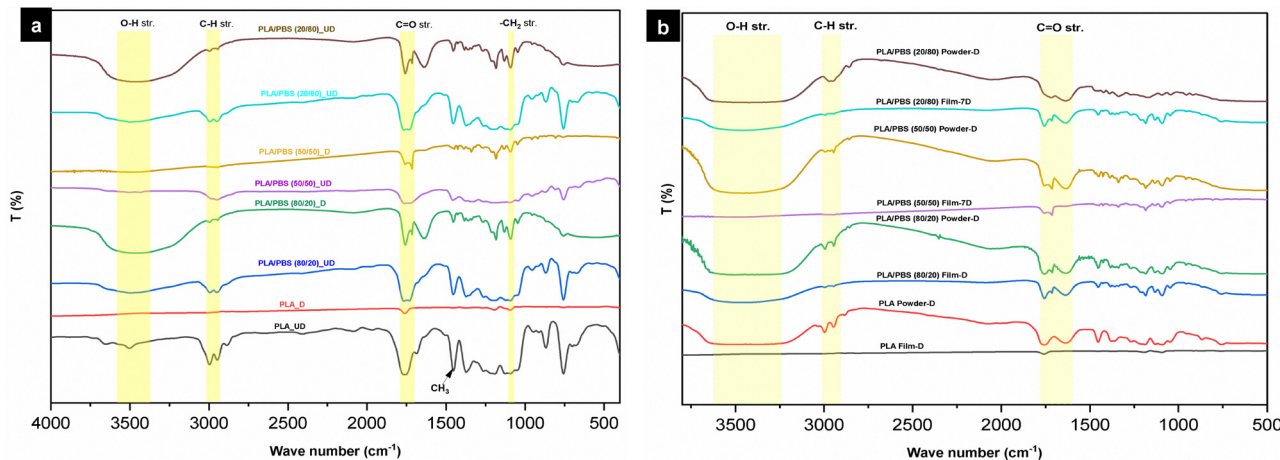 a
O-H str.
C-H str.
C=O str.
-CH₂ str.
PLA/PBS (20/80)_UD
PLA/PBS (20/80)_UD
PLA/PBS (50/50)_D
PLA/PBS (50/50)_UD
PLA/PBS (80/20)_D
PLA/PBS (80/20)_UD
PLA_D
PLA_UD
CH₃
T (%)
4000 3500 3000 2500 2000 1500 1000 500
Wave number (cm⁻¹)
b
O-H str.
C-H str.
C=O str.
PLA/PBS (20/80) Powder-D
PLA/PBS (20/80) Film-7D
PLA/PBS (50/50) Powder-D
PLA/PBS (50/50) Film-7D
PLA/PBS (80/20) Powder-D
PLA/PBS (80/20) Film-D
PLA Powder-D
PLA Film-D
T (%)
3500 3000 2500 2000 1500 1000 500
Wave number (cm⁻¹)